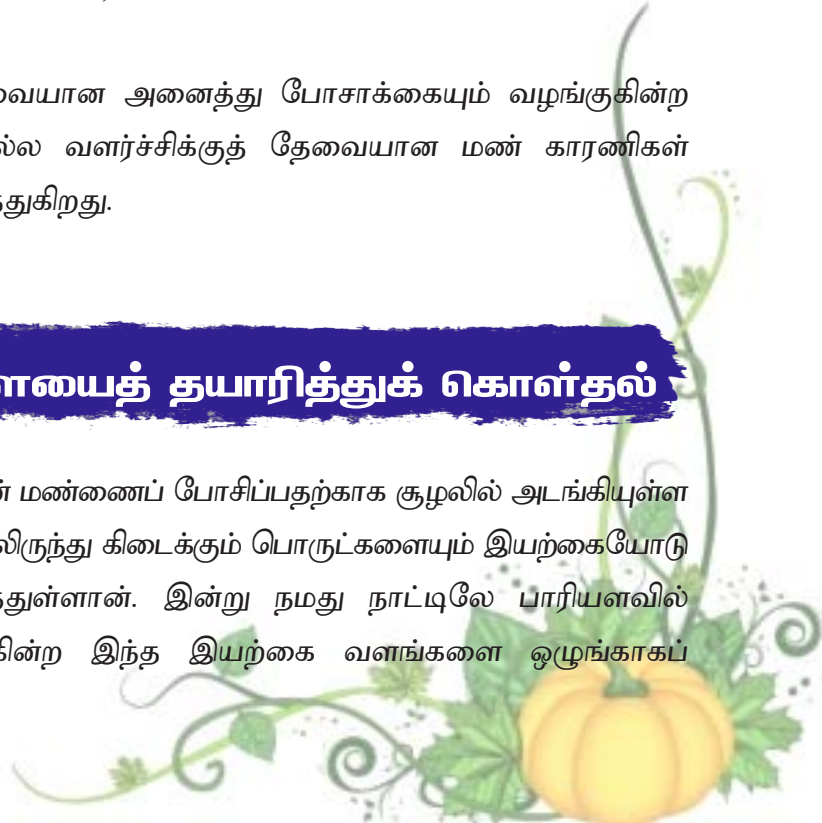 வையான அனைத்து போசாக்கையும் வழங்குகின்ற
ல்ல வளர்ச்சிக்குத் தேவையான மண் காரணிகள்
த்துகிறது.
ளையைத் தயாரித்துக் கொள்தல்
ன் மண்ணைப் போசிப்பதற்காக சூழலில் அடங்கியுள்ள
லிருந்து கிடைக்கும் பொருட்களையும் இயற்கையோடு
த்துள்ளான். இன்று நமது நாட்டிலே பாரியளவில்
கின்ற இந்த இயற்கை வளங்களை ஒழுங்காகப்